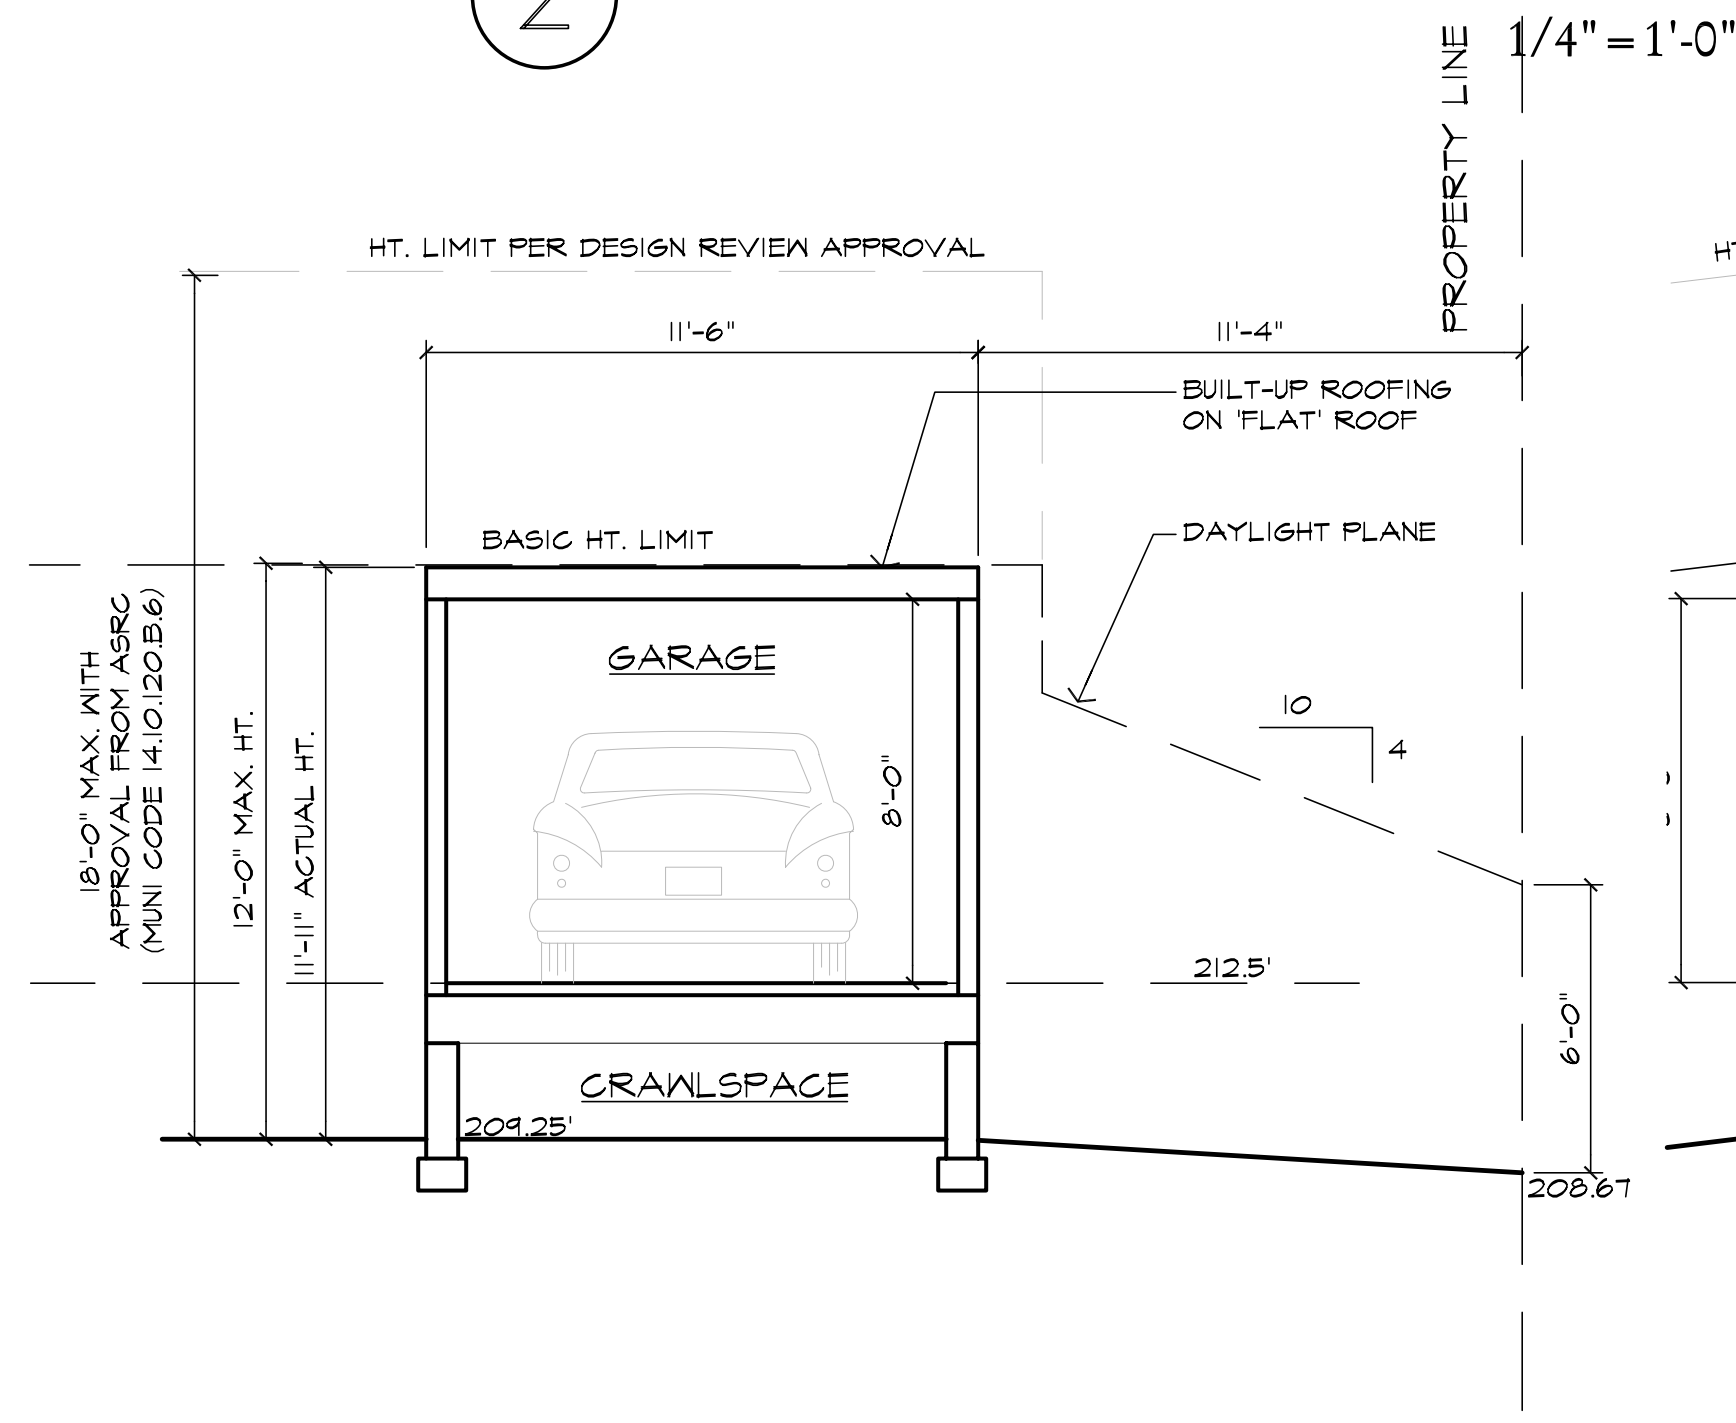 2
1/4" = 1'-0"
PROPERTY LINE
HT. LIMIT PER DESIGN REVIEW APPROVAL
11'-6"
11'-4"
BUILT-UP ROOFING
ON 'FLAT' ROOF
BASIC HT. LIMIT
DAYLIGHT PLANE
18'-0" MAX. WITH
APPROVAL FROM ASRC
(MUNI CODE 14.10.120.B.6)
12'-0" MAX. HT.
11'-11" ACTUAL HT.
GARAGE
8'-0"
10
4
212.5'
6'-0"
CRAWLSPACE
209.25'
208.67